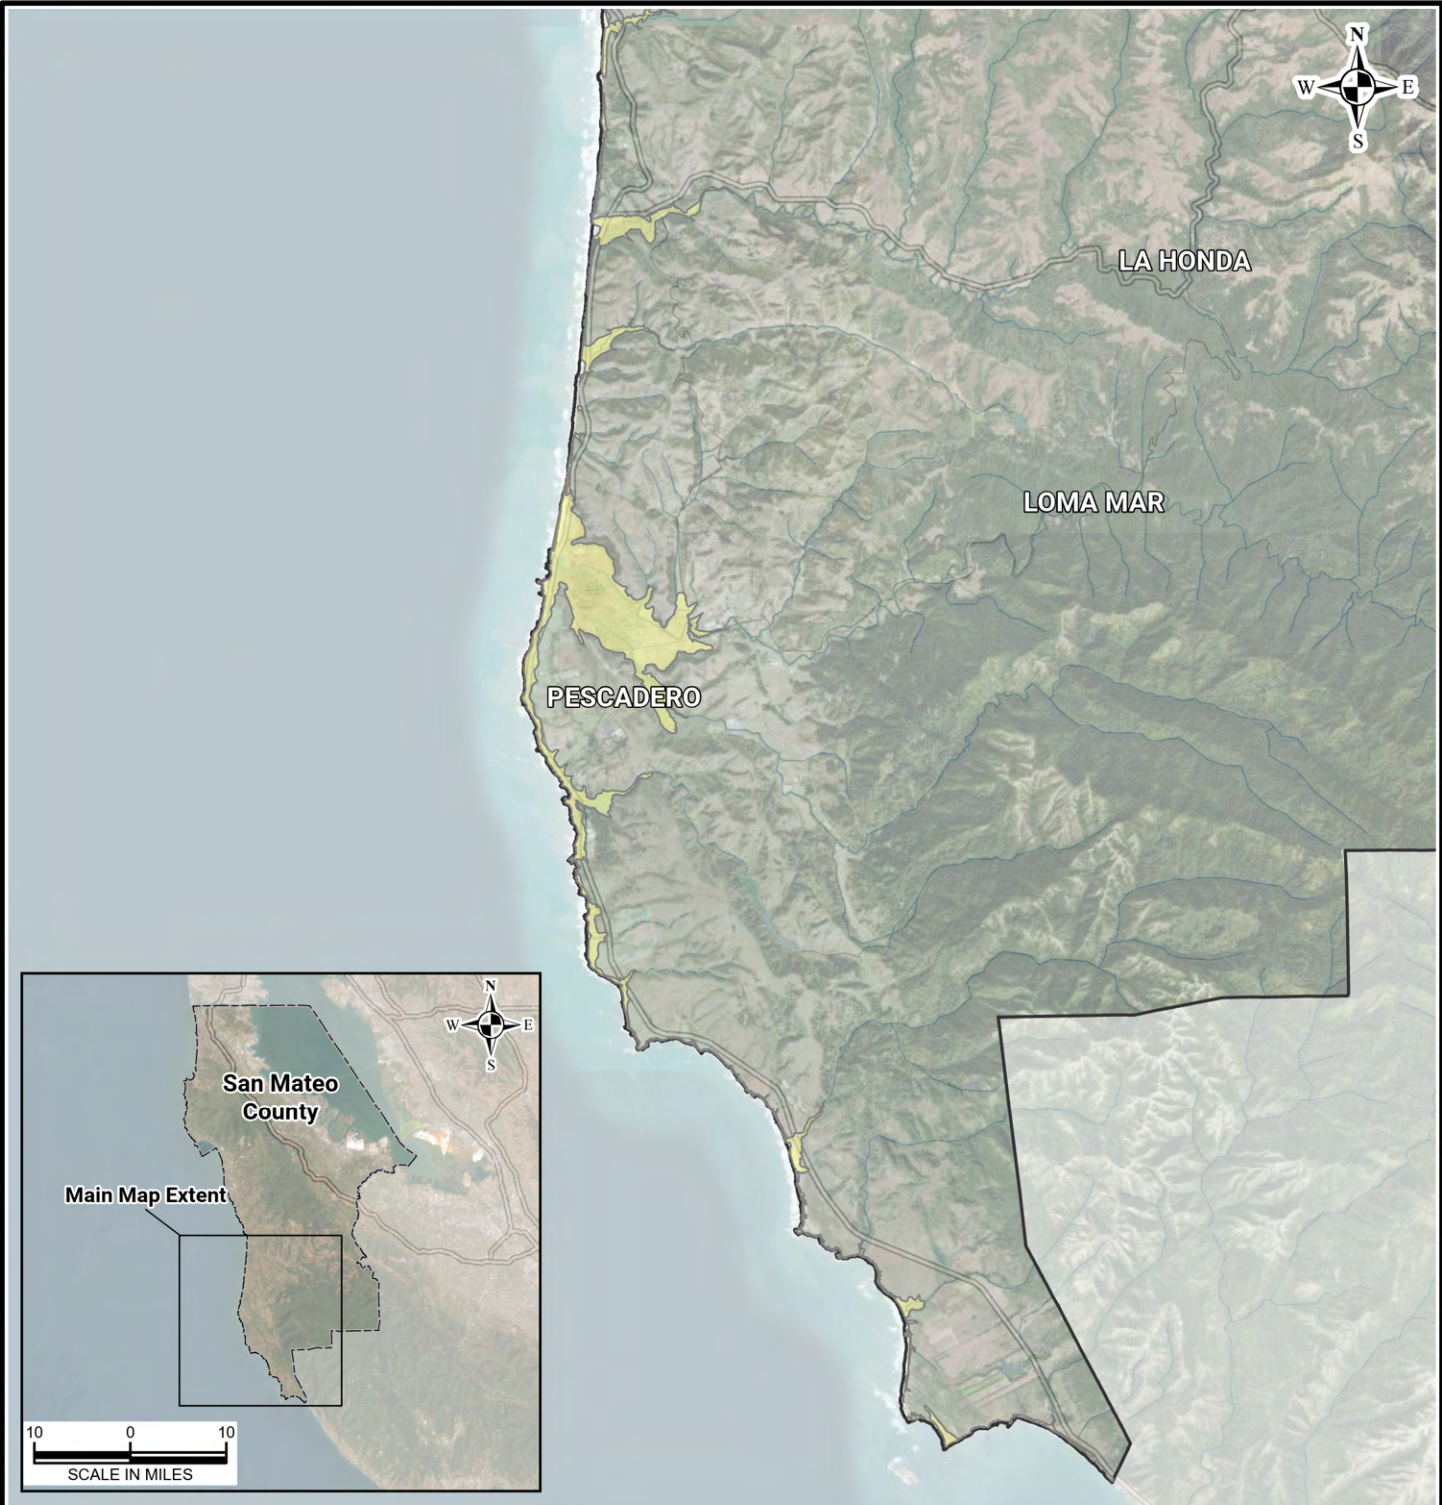 N
W E
S
LA HONDA
LOMA MAR
PESCADERO
N
W E
S
San Mateo
County
Main Map Extent
10 0 10
SCALE IN MILES